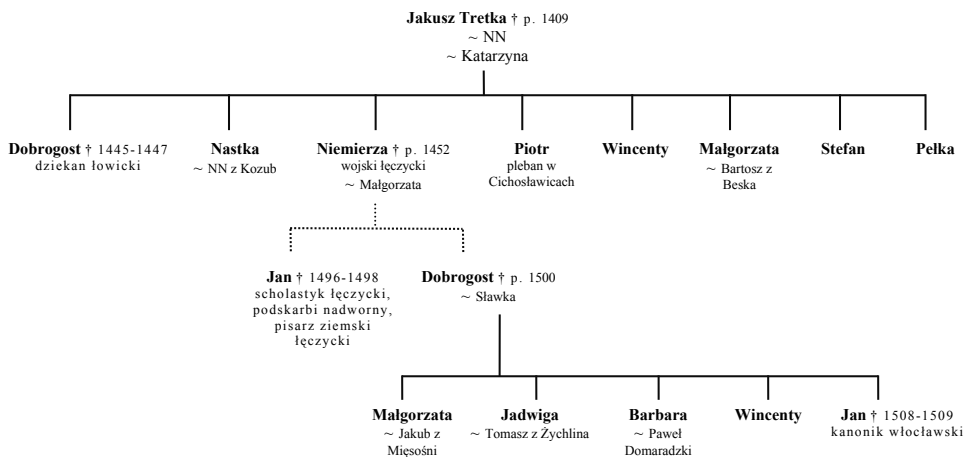 Jakusz Tretka † p. 1409
~ NN
~ Katarzyna
Dobrogost † 1445-1447
dziekan łowicki
Nastka
~ NN z Kozub
Niemierza † p. 1452
wojski łęczycki
~ Małgorzata
Piotr
pleban w
Cichosławicach
Wincenty
Małgorzata
~ Bartosz z
Beska
Stefan
Pełka
Jan † 1496-1498
scholastyk łęczycki,
podskarbi nadworny,
pisarz ziemski
łęczycki
Dobrogost † p. 1500
~ Sławka
Małgorzata
~ Jakub z
Mięsośni
Jadwiga
~ Tomasz z Żychlina
Barbara
~ Paweł
Domaradzki
Wincenty
Jan † 1508-1509
kanonik włocławski